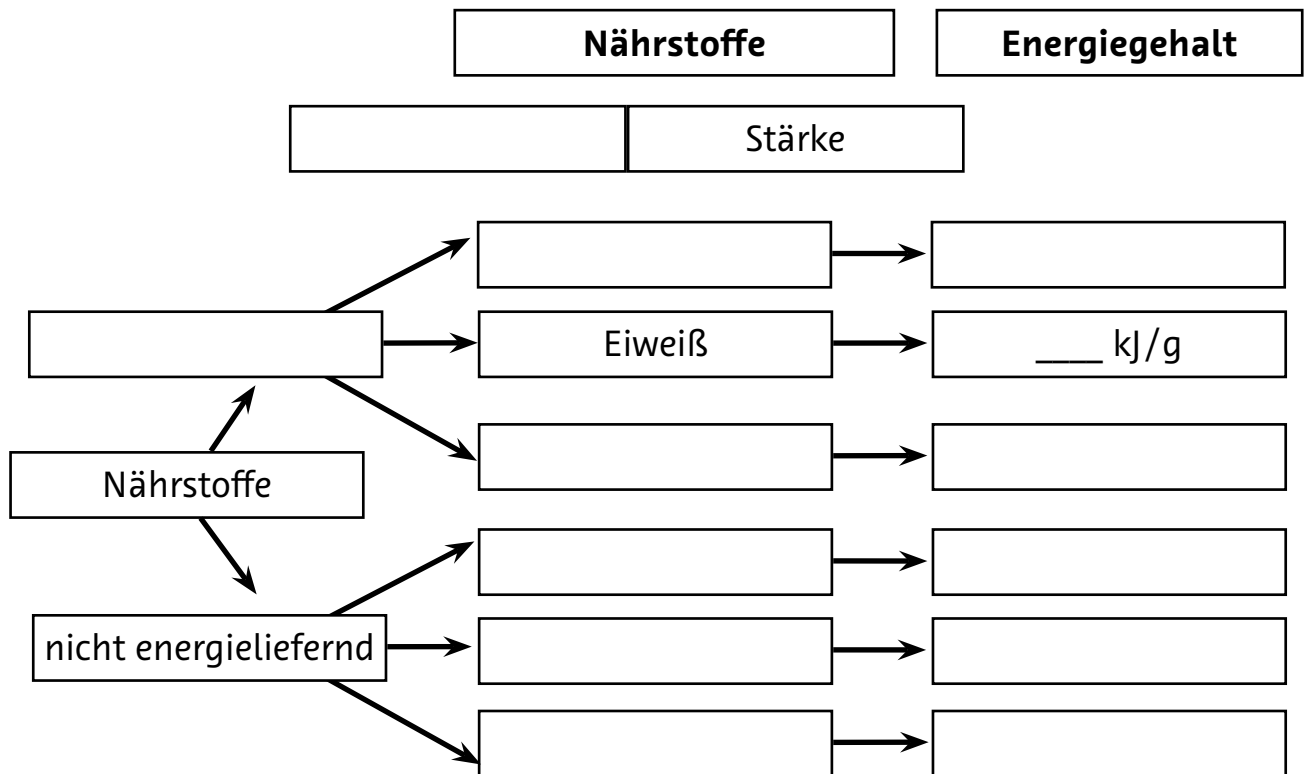 Nährstoffe
Energiegehalt
Stärke
Eiweiß
____ kJ/g
Nährstoffe
nicht energieliefernd